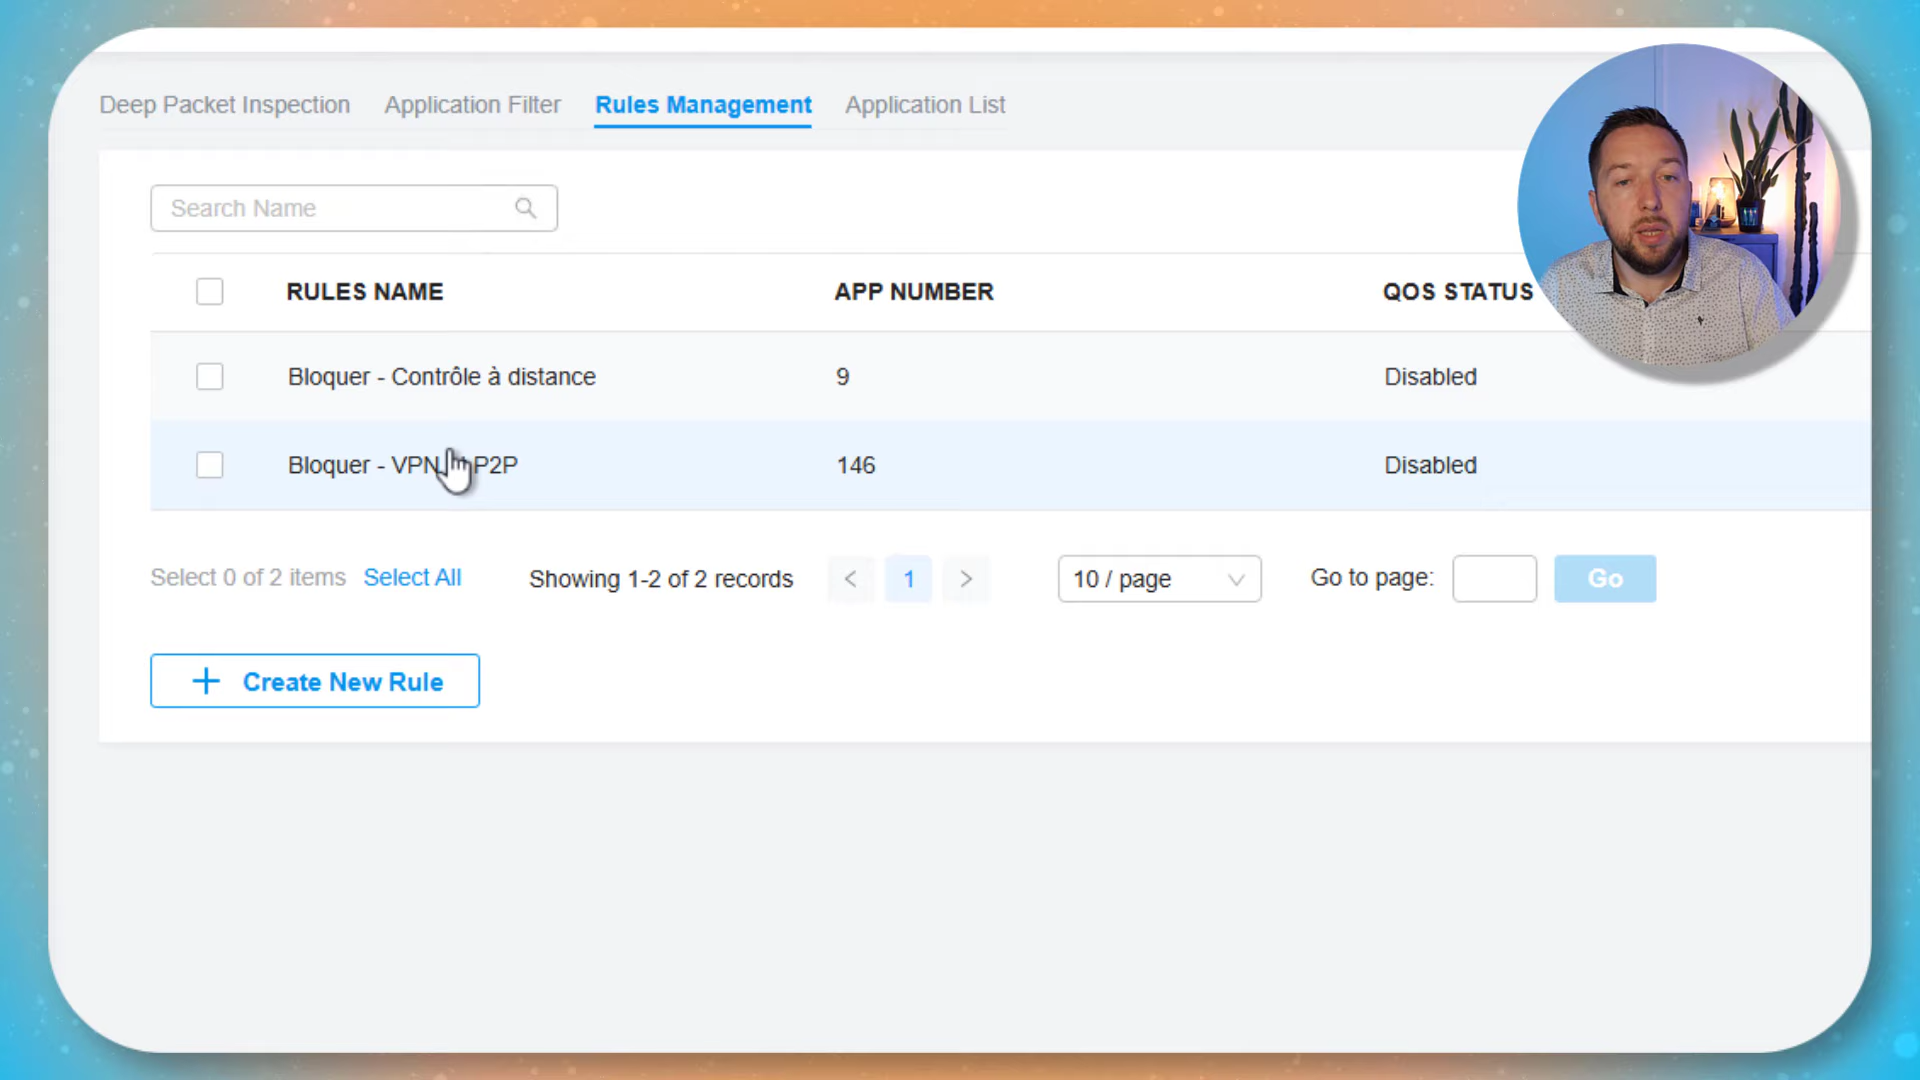 Deep Packet Inspection Application Filter Rules Management Application List
Search Name
RULES NAME APP NUMBER QOS STATUS
Bloquer - Contrôle à distance 9 Disabled
Bloquer - VPN P2P 146 Disabled
Select 0 of 2 items Select All Showing 1-2 of 2 records < 1 > 10 / page Go to page: Go
+ Create New Rule